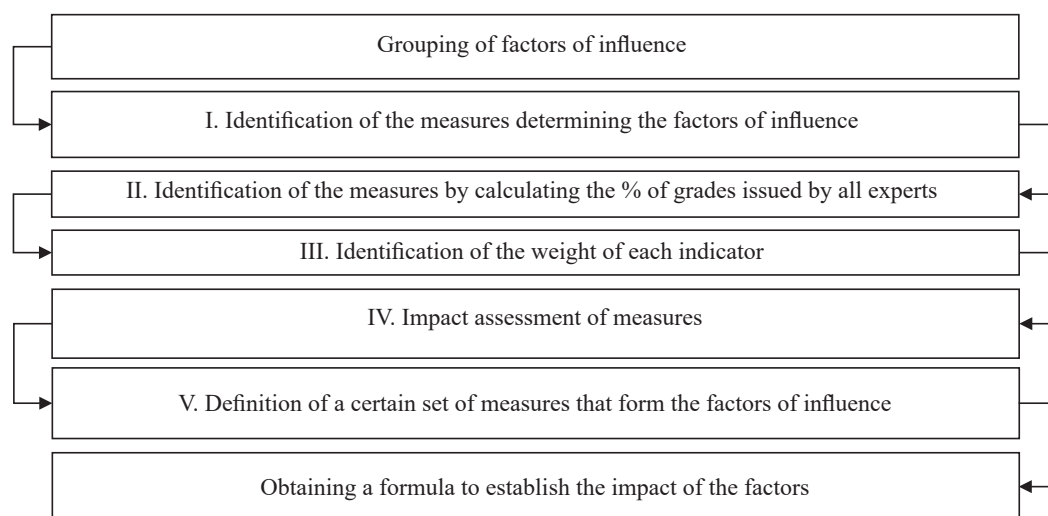 Grouping of factors of influence
I. Identification of the measures determining the factors of influence
II. Identification of the measures by calculating the % of grades issued by all experts
III. Identification of the weight of each indicator
IV. Impact assessment of measures
V. Definition of a certain set of measures that form the factors of influence
Obtaining a formula to establish the impact of the factors